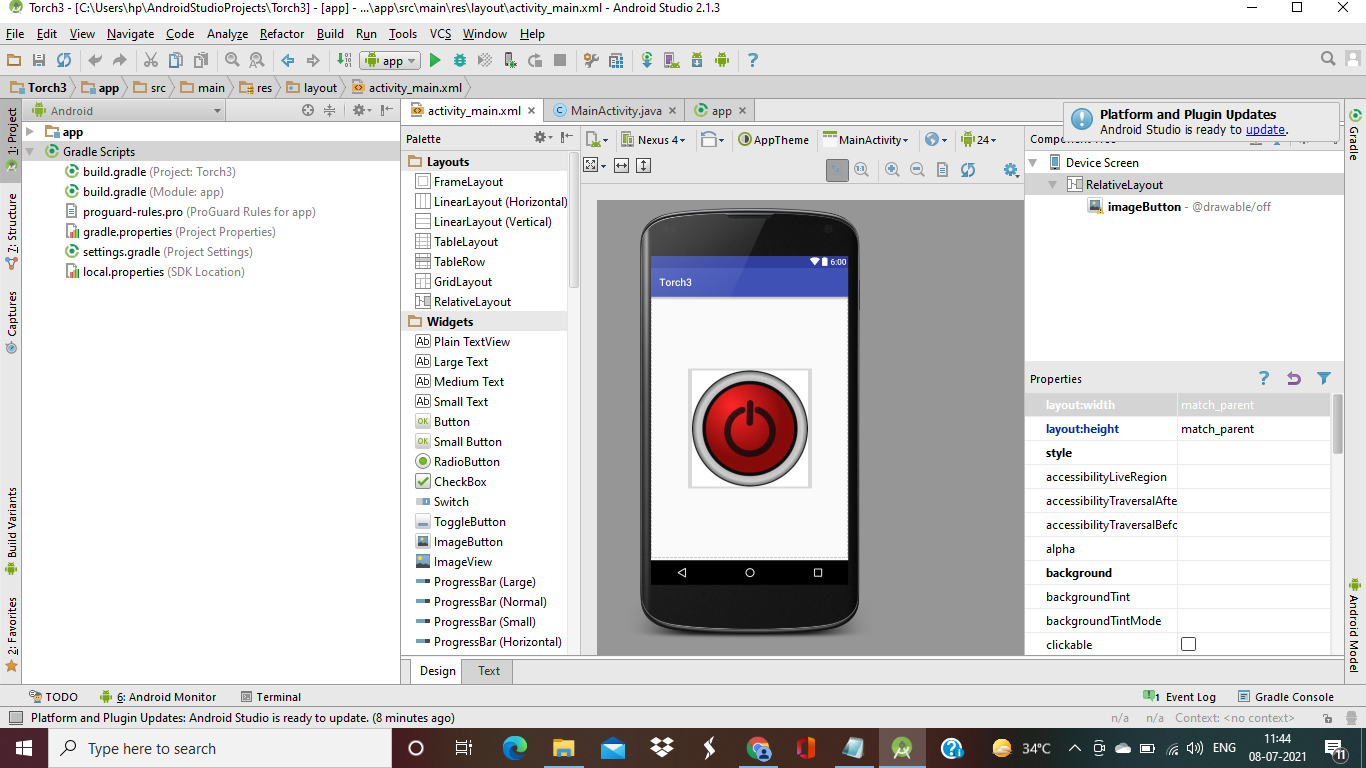 Torch3 - [C:\Users\hp\AndroidStudioProjects\Torch3] - [app] - ...\app\src\main\res\layout\activity_main.xml - Android Studio 2.1.3
File Edit View Navigate Code Analyze Refactor Build Run Tools VCS Window Help
app
Torch3 app src main res layout activity_main.xml
1: Project
7: Structure
Captures
Build Variants
2: Favorites
Android
app
Gradle Scripts
build.gradle (Project: Torch3)
build.gradle (Module: app)
proguard-rules.pro (ProGuard Rules for app)
gradle.properties (Project Properties)
settings.gradle (Project Settings)
local.properties (SDK Location)
activity_main.xml MainActivity.java app
Palette
Layouts
FrameLayout
LinearLayout (Horizontal)
LinearLayout (Vertical)
TableLayout
TableRow
GridLayout
RelativeLayout
Widgets
Ab Plain TextView
Ab Large Text
Ab Medium Text
Ab Small Text
OK Button
OK Small Button
RadioButton
CheckBox
Switch
ToggleButton
ImageButton
ImageView
ProgressBar (Large)
ProgressBar (Normal)
ProgressBar (Small)
ProgressBar (Horizontal)
Nexus 4 AppTheme MainActivity 24
6:00
Torch3
Design Text
Platform and Plugin Updates
Android Studio is ready to update.
Device Screen
RelativeLayout
imageButton - @drawable/off
Properties
layout:width match_parent
layout:height match_parent
style
accessibilityLiveRegion
accessibilityTraversalAfte
accessibilityTraversalBefo
alpha
background
backgroundTint
backgroundTintMode
clickable
Gradle
Android Model
TODO 6: Android Monitor Terminal 1 Event Log Gradle Console
Platform and Plugin Updates: Android Studio is ready to update. (8 minutes ago) n/a n/a Context: <no context>
Type here to search
34°C ENG
11:44
08-07-2021
11